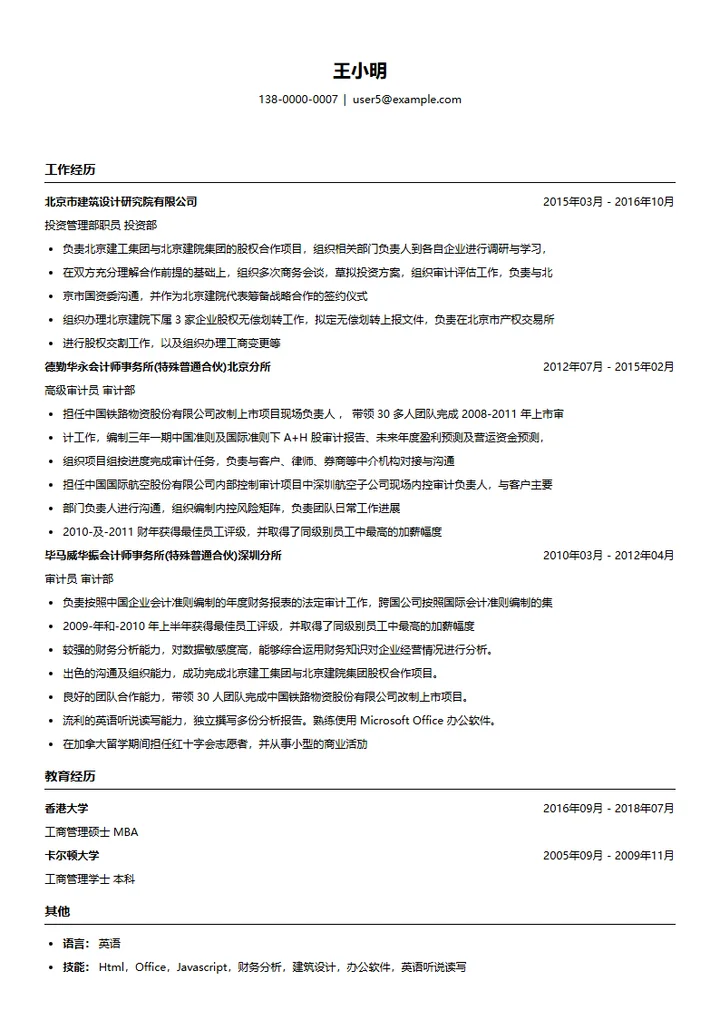 王小明
138-0000-0007 | user5@example.com
工作经历
北京市建筑设计研究院有限公司 2015年03月 - 2016年10月
投资管理部职员 投资部
• 负责北京建工集团与北京建院集团的股权合作项目，组织相关部门负责人到各自企业进行调研与学习，
• 在双方充分理解合作前提的基础上，组织多次商务会谈，草拟投资方案，组织审计评估工作，负责与北
• 京市国资委沟通，并作为北京建院代表筹备战略合作的签约仪式
• 组织办理北京建院下属 3 家企业股权无偿划转工作，拟定无偿划转上报文件，负责在北京市产权交易所
• 进行股权交割工作，以及组织办理工商变更等
德勤华永会计师事务所(特殊普通合伙)北京分所 2012年07月 - 2015年02月
高级审计员 审计部
• 担任中国铁路物资股份有限公司改制上市项目现场负责人 ， 带领 30 多人团队完成 2008-2011 年上市审
• 计工作，编制三年一期中国准则及国际准则下 A+H 股审计报告、未来年度盈利预测及营运资金预测，
• 组织项目组按进度完成审计任务，负责与客户、律师、券商等中介机构对接与沟通
• 担任中国国际航空股份有限公司内部控制审计项目中深圳航空子公司现场内控审计负责人，与客户主要
• 部门负责人进行沟通，组织编制内控风险矩阵，负责团队日常工作进展
• 2010-及-2011 财年获得最佳员工评级，并取得了同级别员工中最高的加薪幅度
毕马威华振会计师事务所(特殊普通合伙)深圳分所 2010年03月 - 2012年04月
审计员 审计部
• 负责按照中国企业会计准则编制的年度财务报表的法定审计工作，跨国公司按照国际会计准则编制的集
• 2009-年和-2010 年上半年获得最佳员工评级，并取得了同级别员工中最高的加薪幅度
• 较强的财务分析能力，对数据敏感度高，能够综合运用财务知识对企业经营情况进行分析。
• 出色的沟通及组织能力，成功完成北京建工集团与北京建院集团股权合作项目。
• 良好的团队合作能力，带领 30 人团队完成中国铁路物资股份有限公司改制上市项目。
• 流利的英语听说读写能力，独立撰写多份分析报告。熟练使用 Microsoft Office 办公软件。
• 在加拿大留学期间担任红十字会志愿者，并从事小型的商业活动
教育经历
香港大学 2016年09月 - 2018年07月
工商管理硕士 MBA
卡尔顿大学 2005年09月 - 2009年11月
工商管理学士 本科
其他
• 语言： 英语
• 技能： Html，Office，Javascript，财务分析，建筑设计，办公软件，英语听说读写